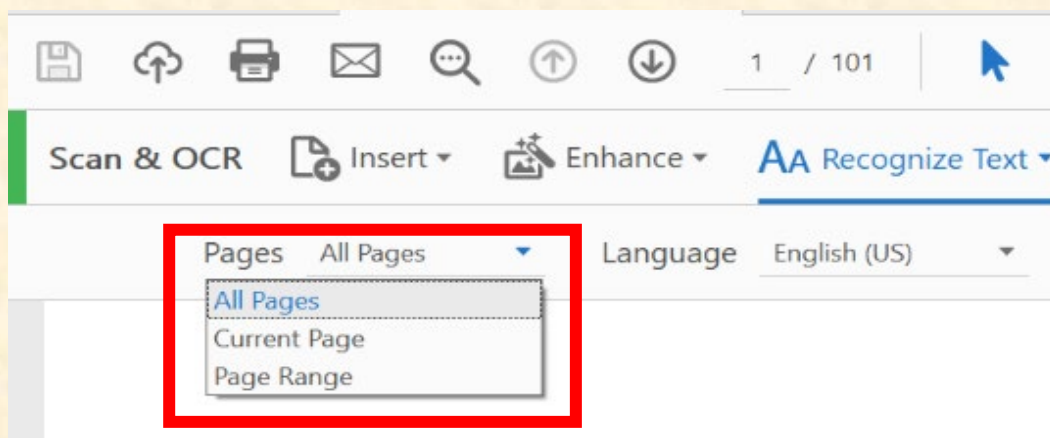 1 / 101
Scan & OCR Insert Enhance AA Recognize Text
Pages All Pages Language English (US)
All Pages
Current Page
Page Range